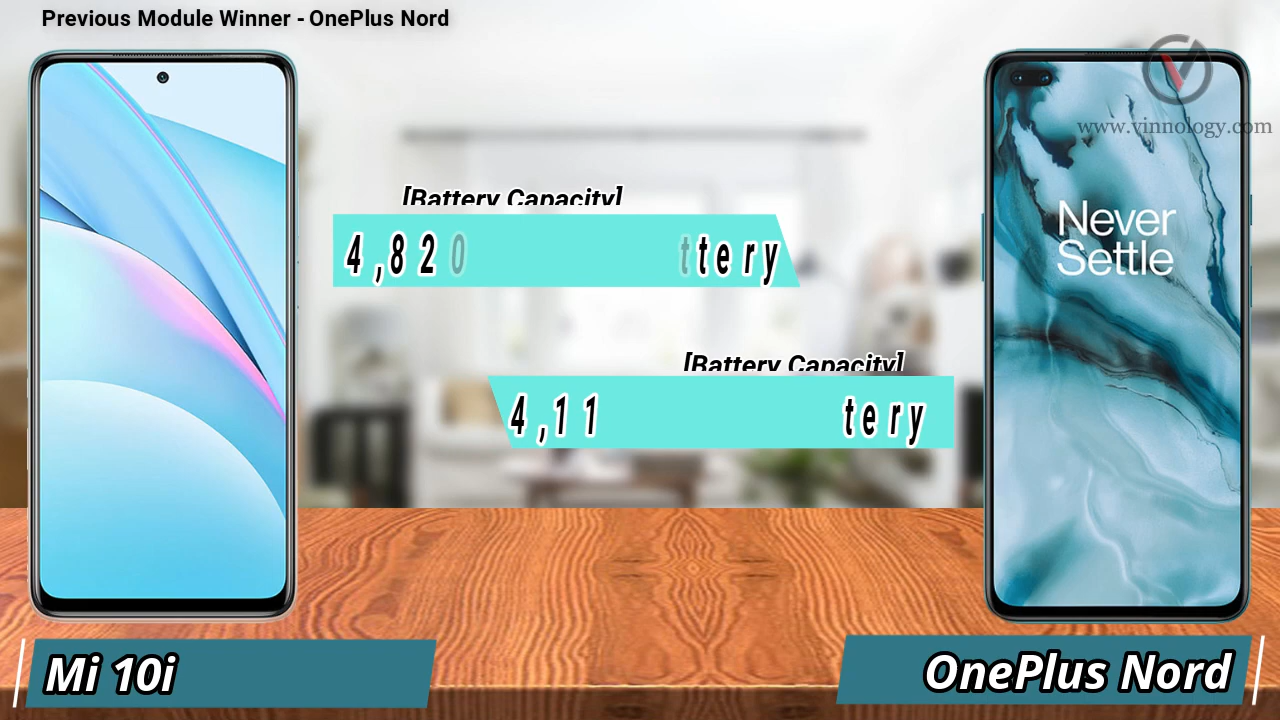 Previous Module Winner - OnePlus Nord
www.vinnology.com
Never
Settle
[Battery Capacity]
4,820 ttery
[Battery Capacity]
4,11 tery
Mi 10i
OnePlus Nord